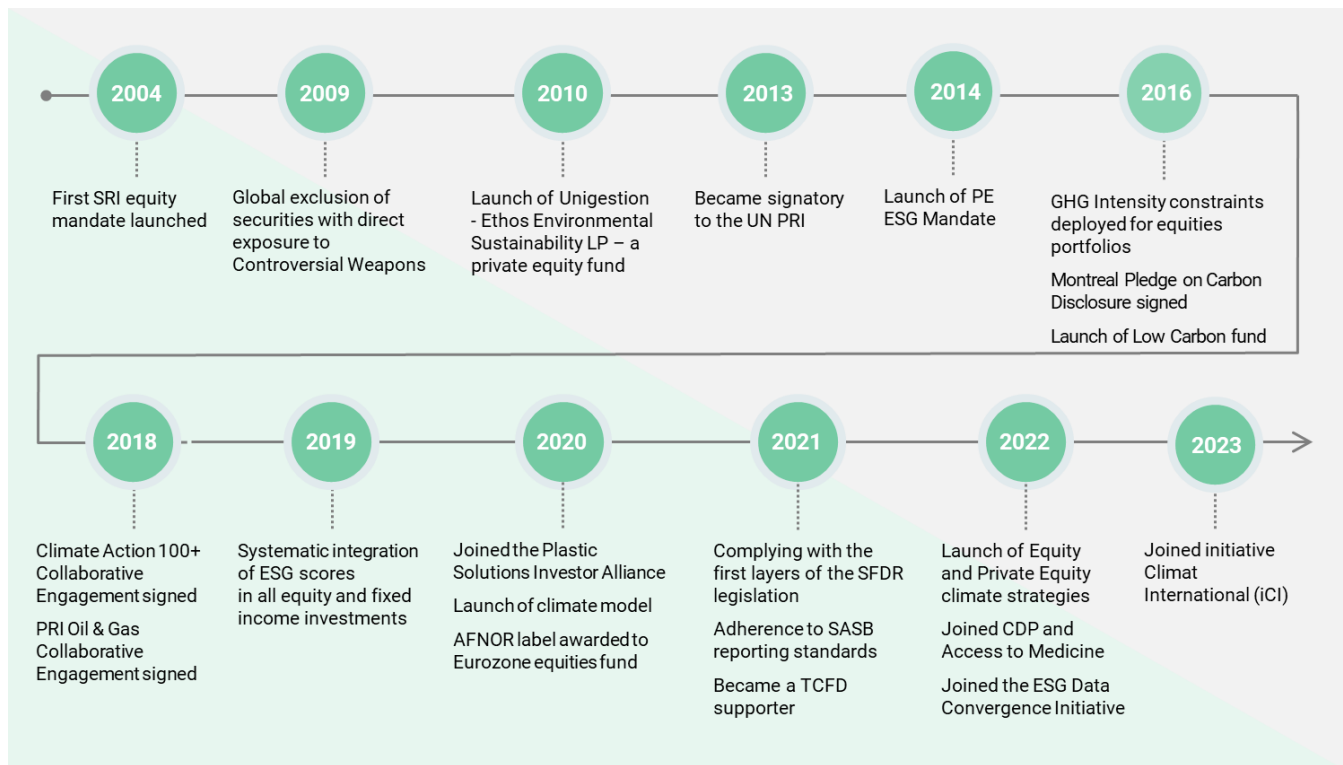 2004
2009
2010
2013
2014
2016
First SRI equity
mandate launched
Global exclusion of
securities with direct
exposure to
Controversial Weapons
Launch of Unigestion
- Ethos Environmental
Sustainability LP – a
private equity fund
Became signatory
to the UN PRI
Launch of PE
ESG Mandate
GHG Intensity constraints
deployed for equities
portfolios
Montreal Pledge on Carbon
Disclosure signed
Launch of Low Carbon fund
2018
2019
2020
2021
2022
2023
Climate Action 100+
Collaborative
Engagement signed
PRI Oil & Gas
Collaborative
Engagement signed
Systematic integration
of ESG scores
in all equity and fixed
income investments
Joined the Plastic
Solutions Investor Alliance
Launch of climate model
AFNOR label awarded to
Eurozone equities fund
Complying with the
first layers of the SFDR
legislation
Adherence to SASB
reporting standards
Became a TCFD
supporter
Launch of Equity
and Private Equity
climate strategies
Joined CDP and
Access to Medicine
Joined the ESG Data
Convergence Initiative
Joined initiative
Climat
International (iCI)